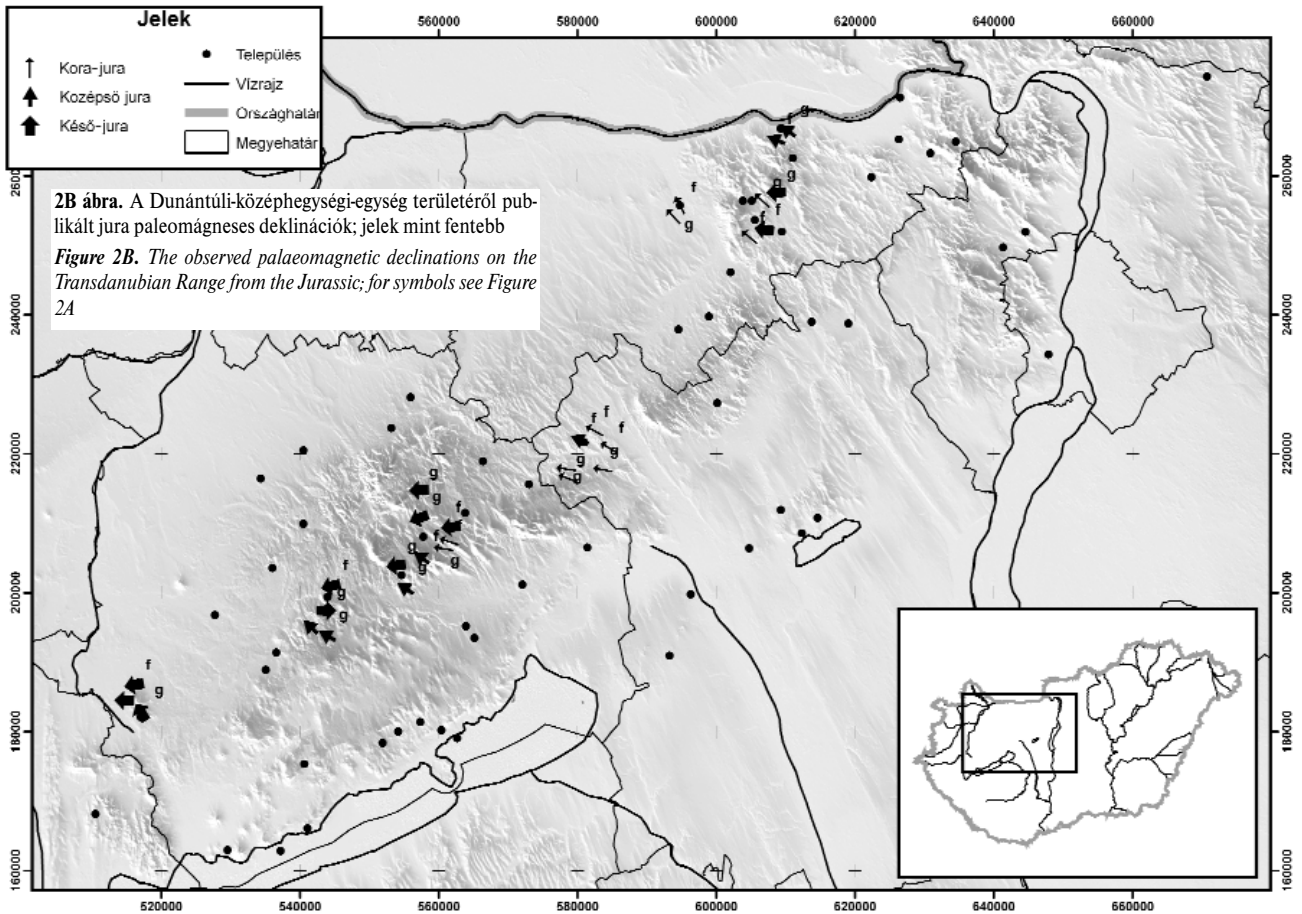 Jelek
Kora-jura
Középső jura
Késő-jura
Település
Vízrajz
Országhatár
Megyehatár
560000 580000 600000 620000 640000 660000
2B ábra. A Dunántúli-középhegységi-egység területéről pub-
likált jura paleomágneses deklinációk; jelek mint fentebb
Figure 2B. The observed palaeomagnetic declinations on the
Transdanubian Range from the Jurassic; for symbols see Figure
2A
260000
240000
220000
200000
180000
160000
260000
240000
220000
200000
180000
160000
g
f
g
g
f
f
g
f
f
f
f
g
g
g
g
g
f
f
g
g
g
f
g
g
f
g
520000 540000 560000 580000 600000 620000 640000 660000